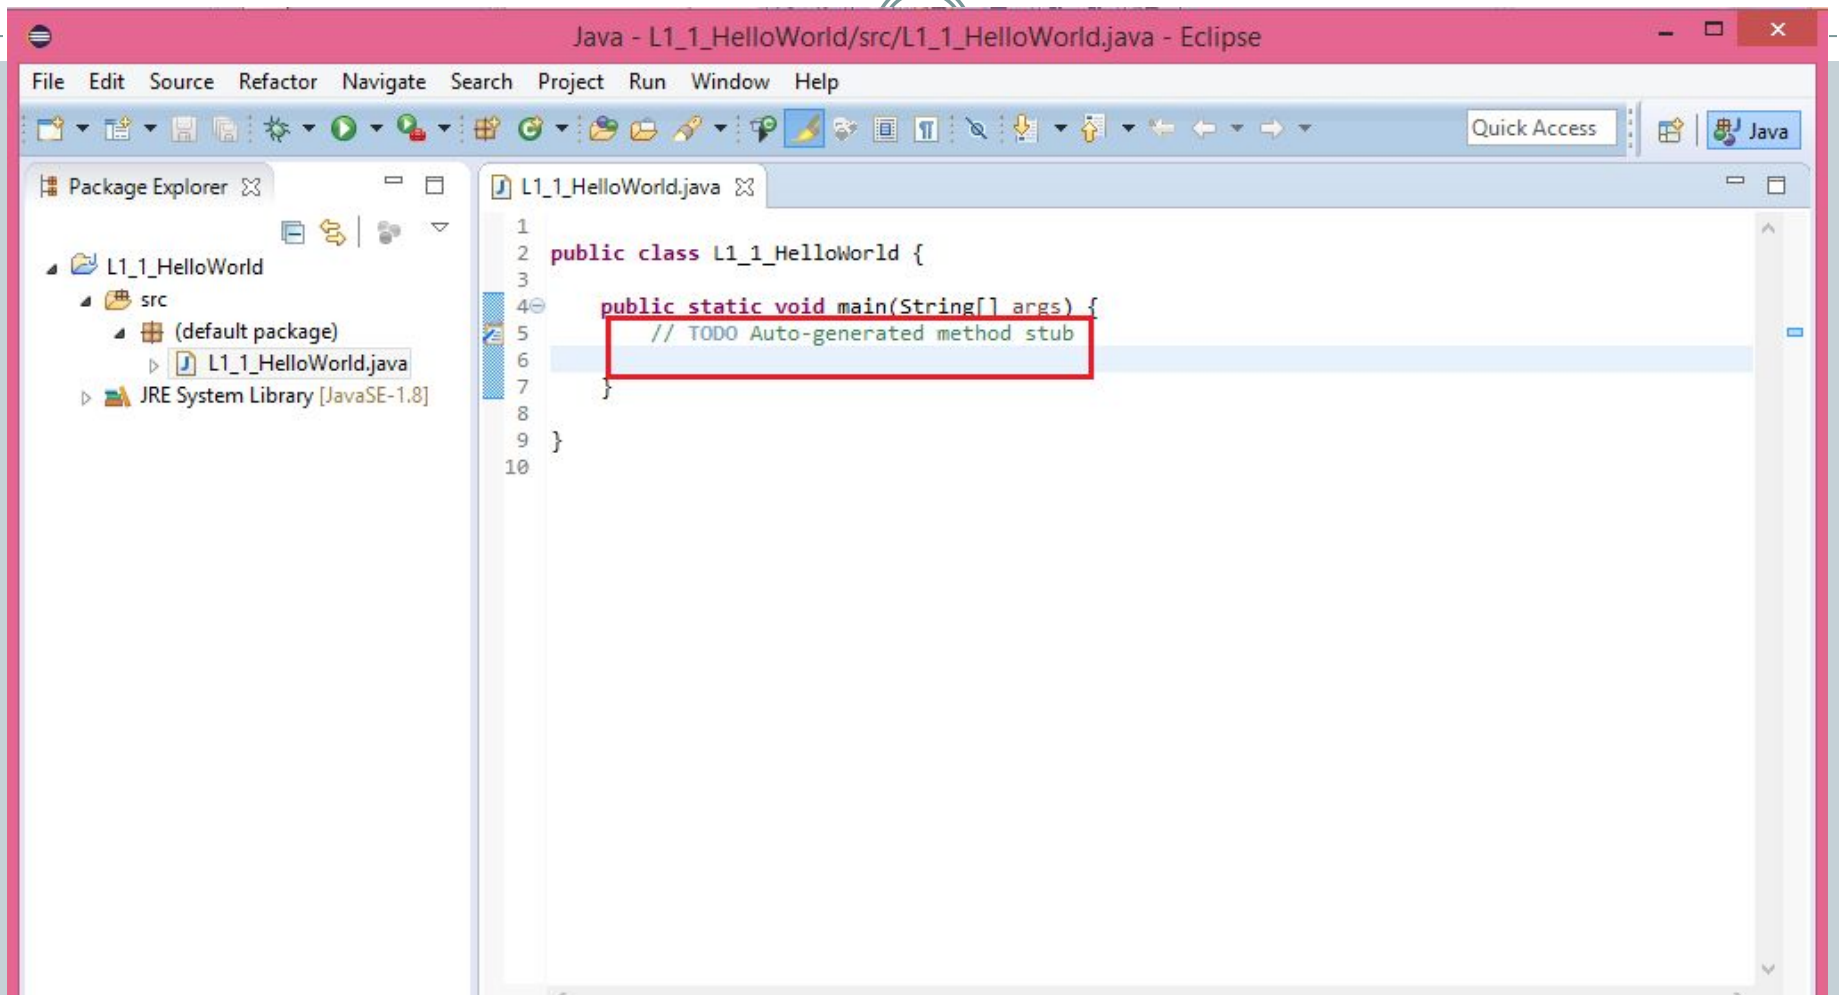 Java - L1_1_HelloWorld/src/L1_1_HelloWorld.java - Eclipse
File Edit Source Refactor Navigate Search Project Run Window Help
Quick Access
Java
Package Explorer
L1_1_HelloWorld
src
(default package)
L1_1_HelloWorld.java
JRE System Library [JavaSE-1.8]
L1_1_HelloWorld.java
1
2 public class L1_1_HelloWorld {
3
4 public static void main(String[] args) {
5 // TODO Auto-generated method stub
6
7 }
8
9 }
10